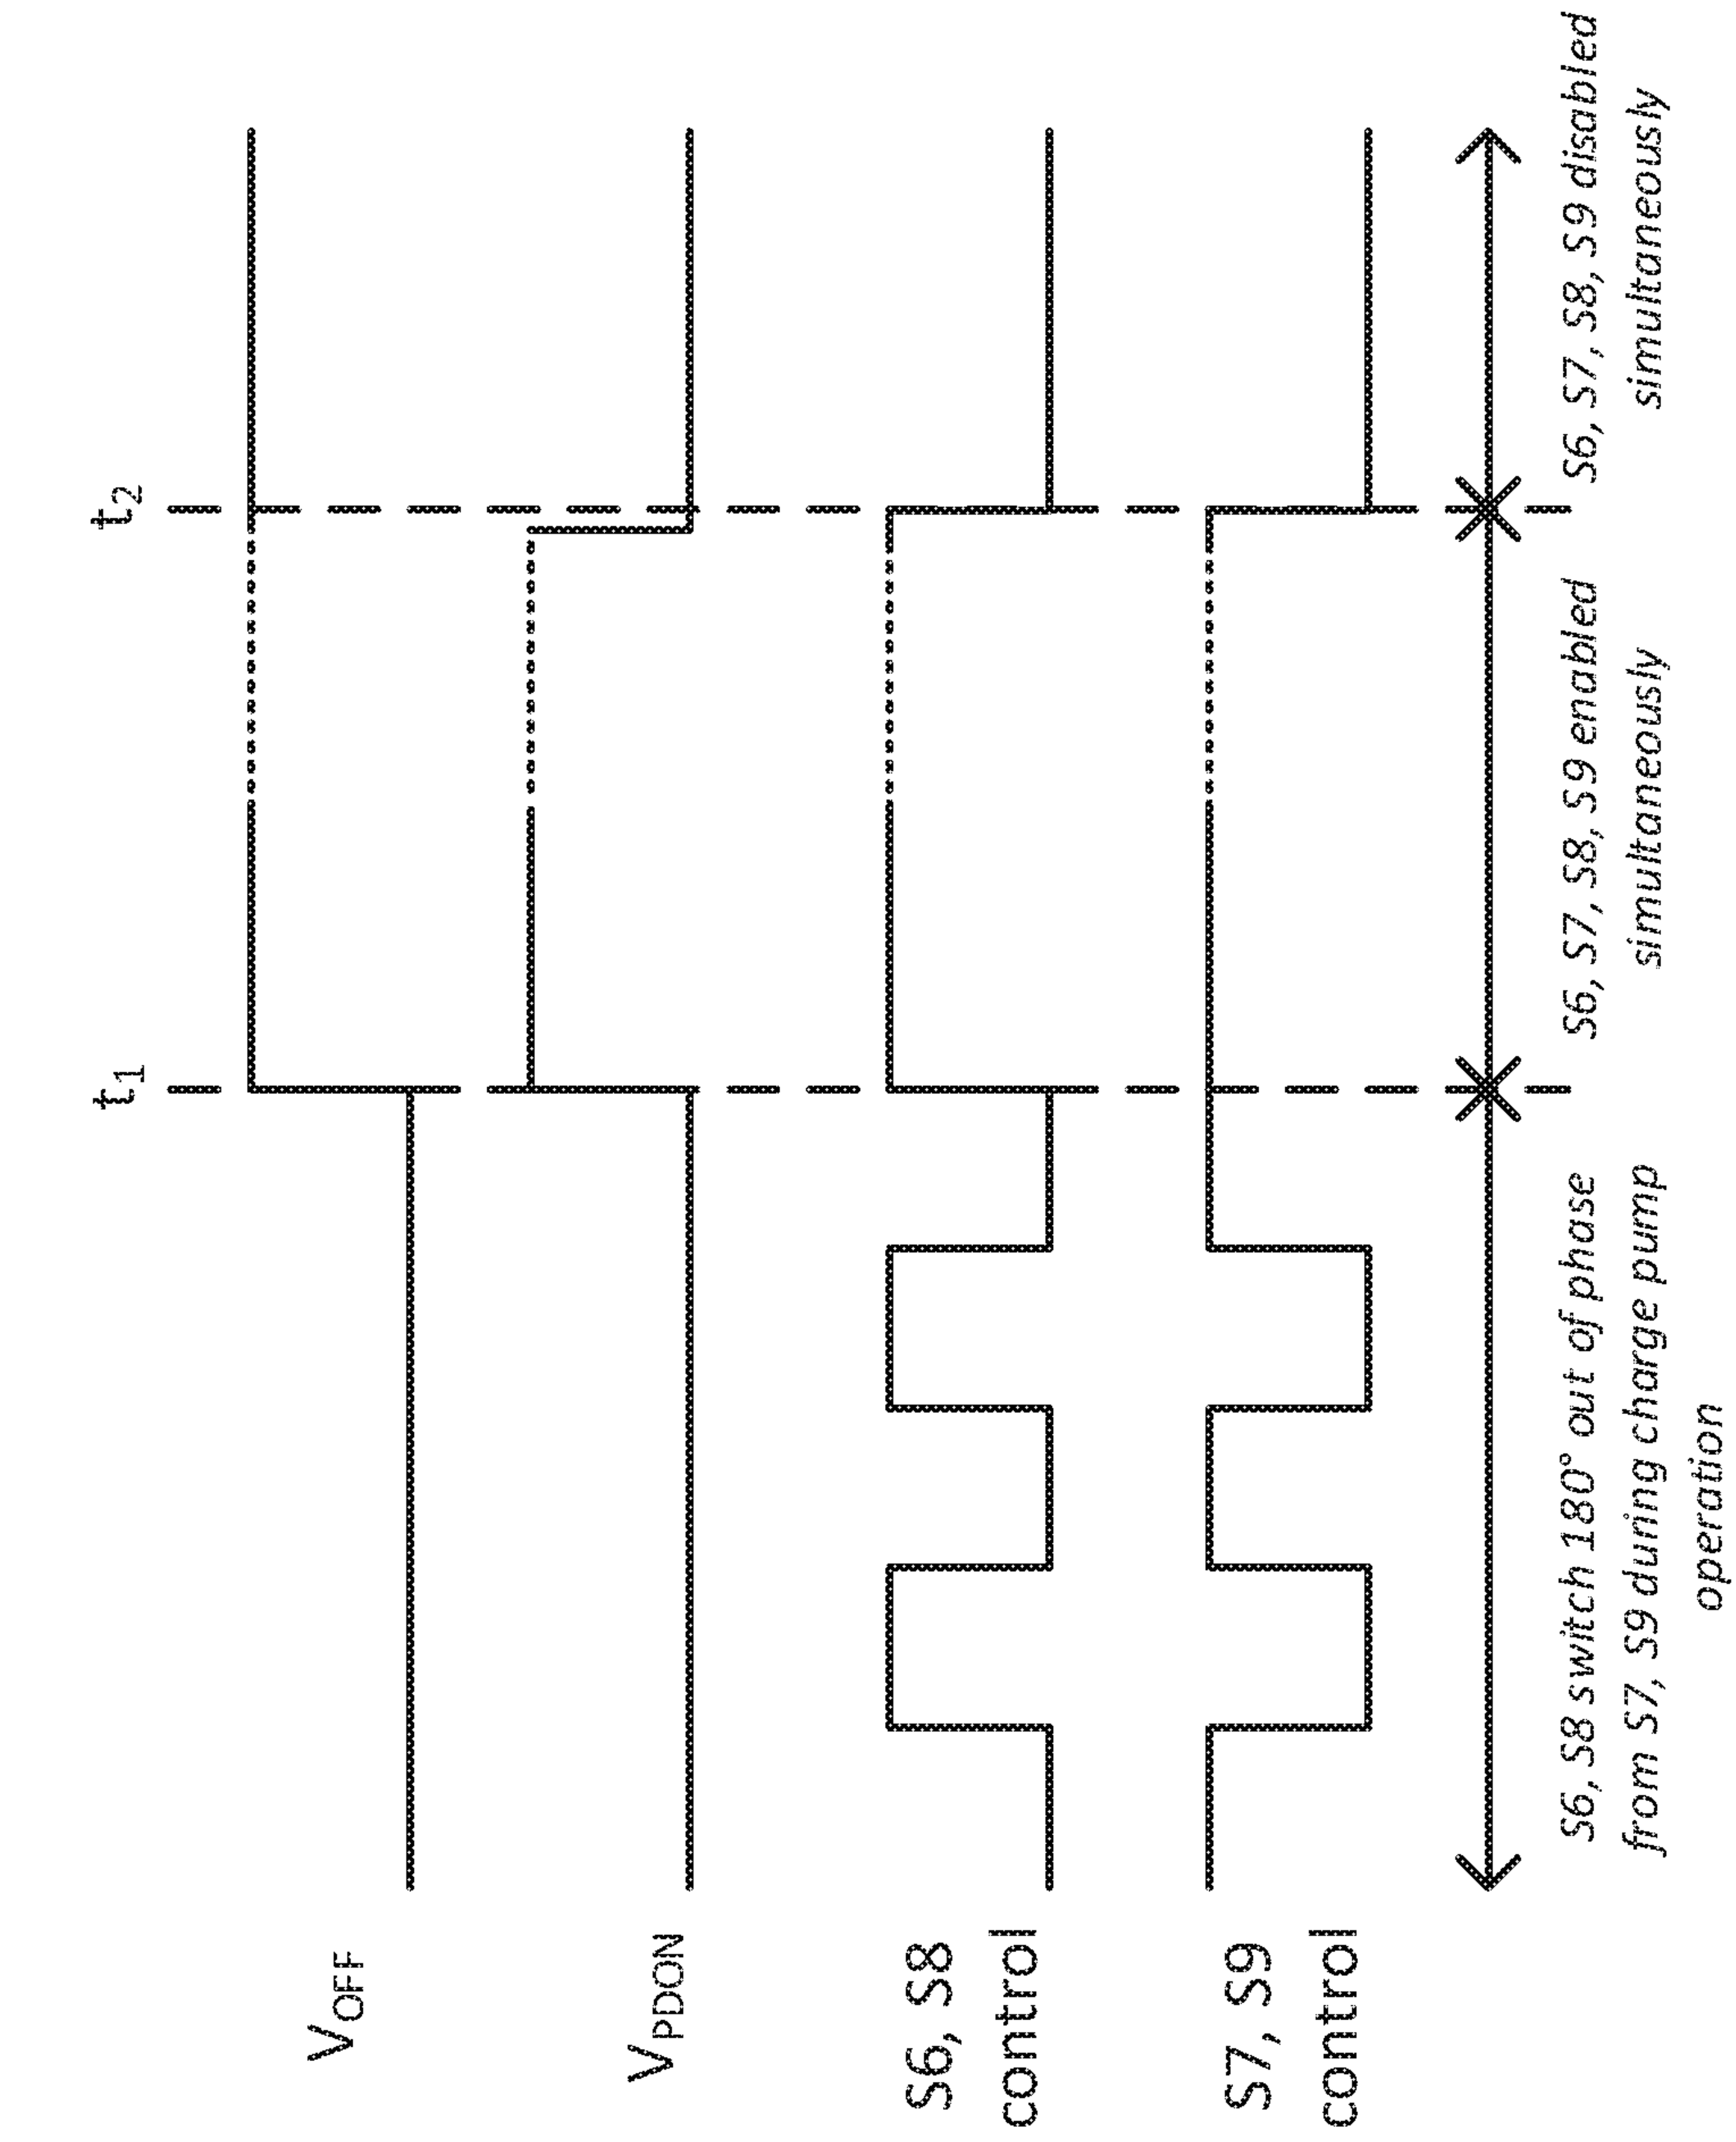 t1
t2
VOFF
VPDON
S6, S8
control
S7, S9
control
S6, S8 switch 180° out of phase
from S7, S9 during charge pump
operation
S6, S7, S8, S9 enabled
simultaneously
S6, S7, S8, S9 disabled
simultaneously